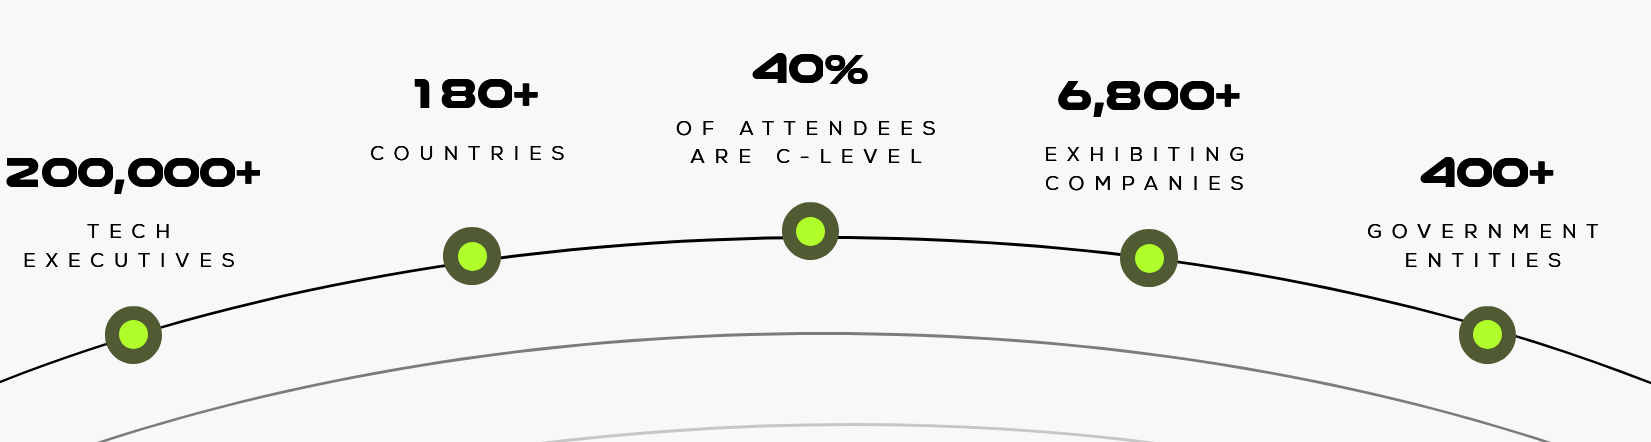 200,000+
TECH
EXECUTIVES
180+
COUNTRIES
40%
OF ATTENDEES
ARE C-LEVEL
6,800+
EXHIBITING
COMPANIES
400+
GOVERNMENT
ENTITIES